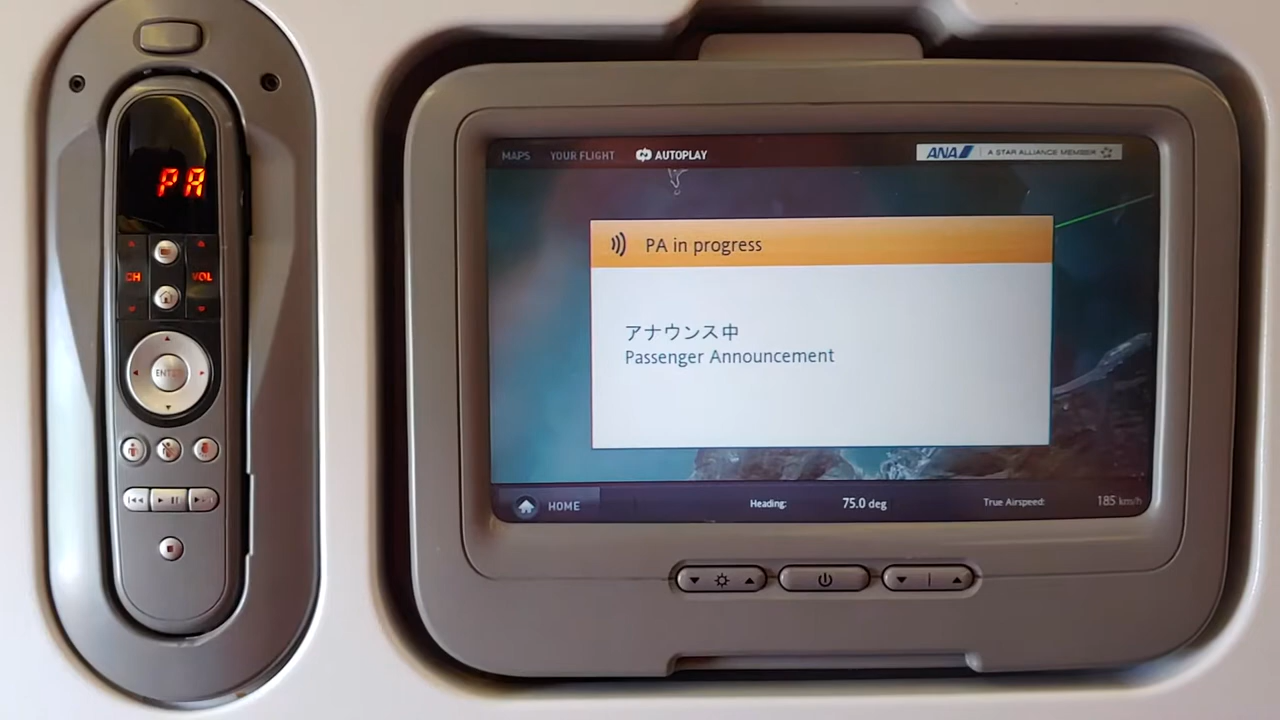 PA
CH
VOL
ENTER
MAPS
YOUR FLIGHT
AUTOPLAY
ANA
A STAR ALLIANCE MEMBER
PA in progress
アナウンス中
Passenger Announcement
HOME
Heading:
75.0 deg
True Airspeed:
185 km/h